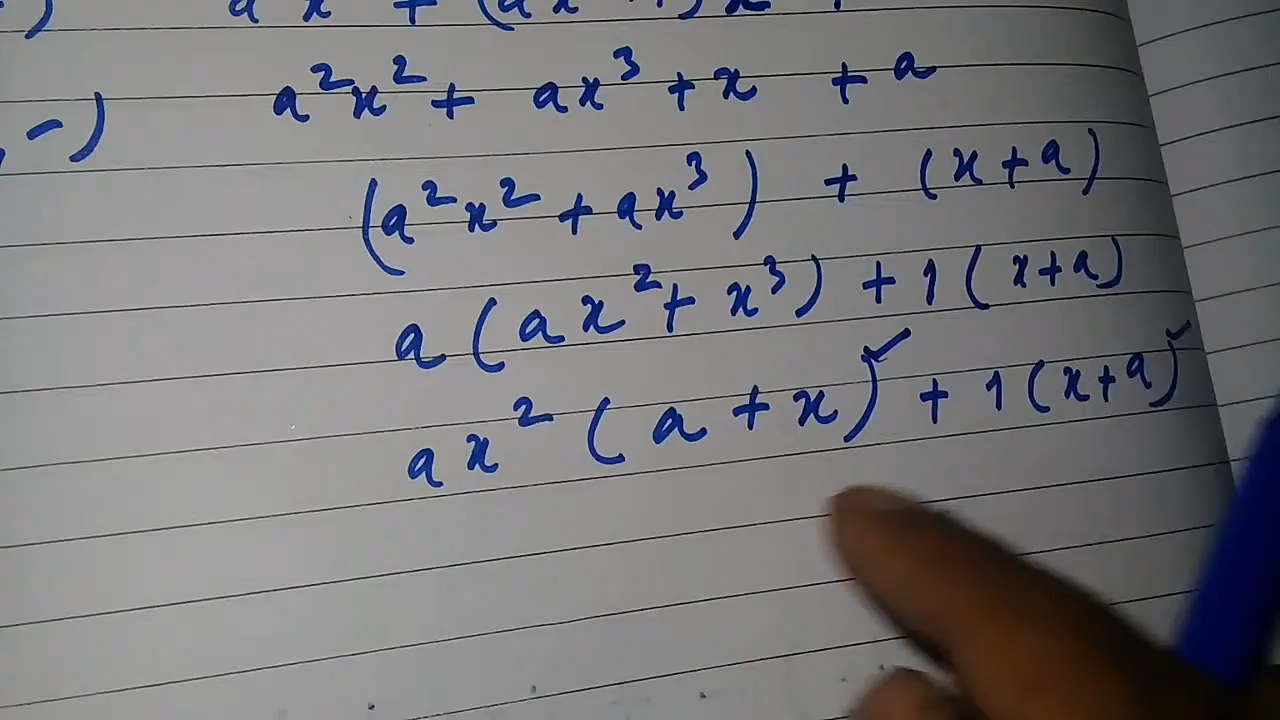 a²x²+ ax³ + x + a
, -)
(a²x² + ax³) + (x+a)
a (ax²+ x³) + 1 (x+a)
ax² (a + x)✓ + 1 (x+a)✓